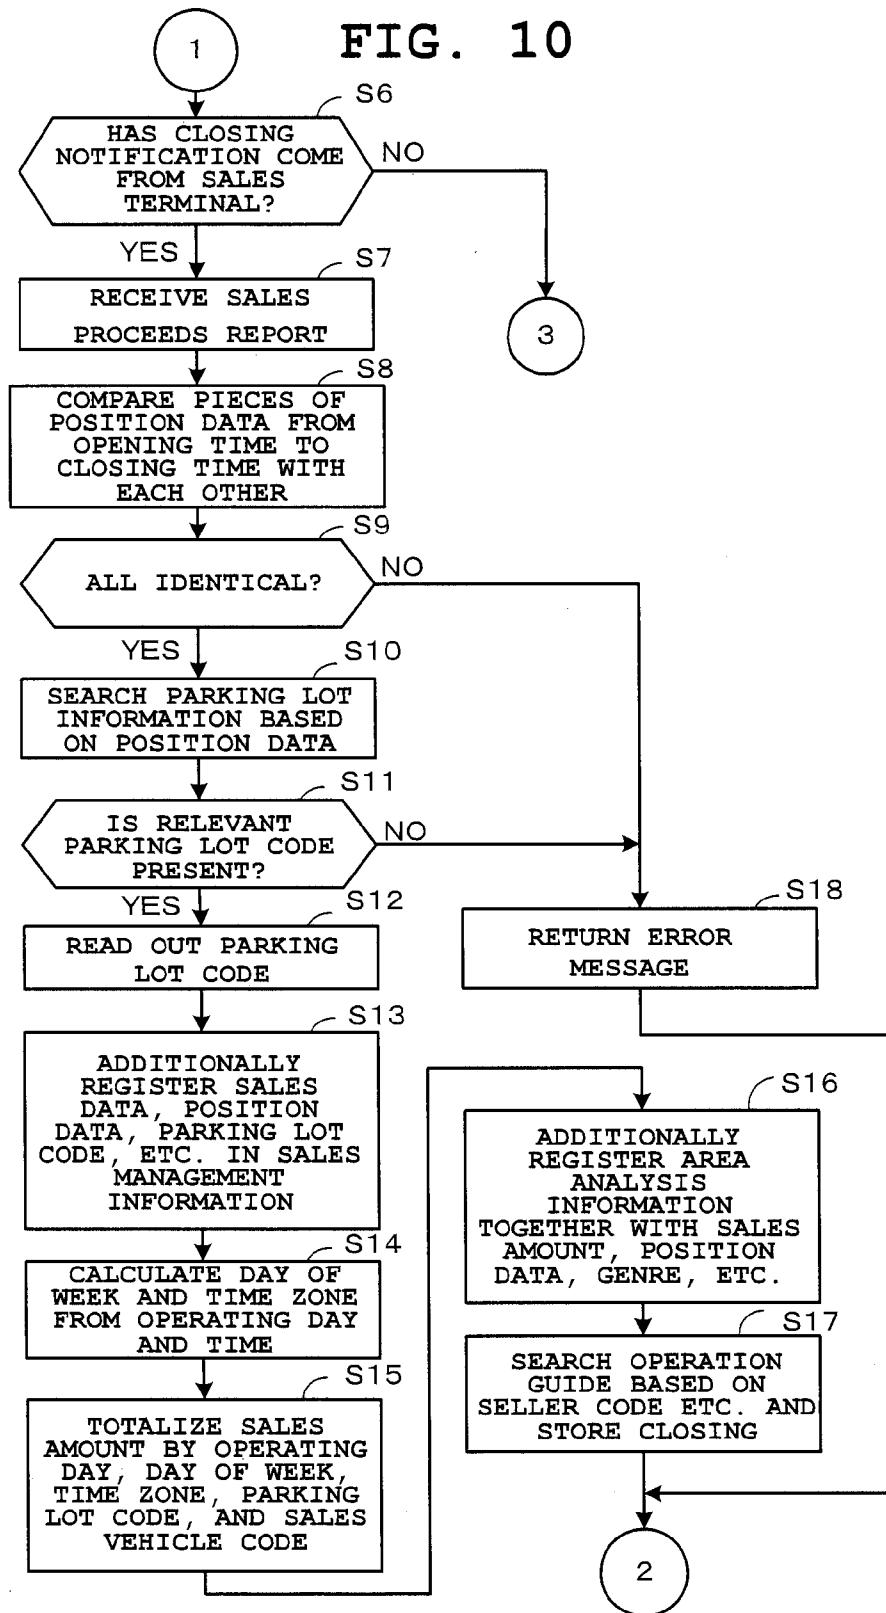 FIG. 10
1
S6
HAS CLOSING
NOTIFICATION COME
FROM SALES
TERMINAL?
NO
YES
S7
RECEIVE SALES
PROCEEDS REPORT
3
S8
COMPARE PIECES OF
POSITION DATA FROM
OPENING TIME TO
CLOSING TIME WITH
EACH OTHER
S9
ALL IDENTICAL?
NO
YES
S10
SEARCH PARKING LOT
INFORMATION BASED
ON POSITION DATA
S11
IS RELEVANT
PARKING LOT CODE
PRESENT?
NO
YES
S12
READ OUT PARKING
LOT CODE
S18
RETURN ERROR
MESSAGE
S13
ADDITIONALLY
REGISTER SALES
DATA, POSITION
DATA, PARKING LOT
CODE, ETC. IN SALES
MANAGEMENT
INFORMATION
S14
CALCULATE DAY OF
WEEK AND TIME ZONE
FROM OPERATING DAY
AND TIME
S15
TOTALIZE SALES
AMOUNT BY OPERATING
DAY, DAY OF WEEK,
TIME ZONE, PARKING
LOT CODE, AND SALES
VEHICLE CODE
S16
ADDITIONALLY
REGISTER AREA
ANALYSIS
INFORMATION
TOGETHER WITH SALES
AMOUNT, POSITION
DATA, GENRE, ETC.
S17
SEARCH OPERATION
GUIDE BASED ON
SELLER CODE ETC. AND
STORE CLOSING
2